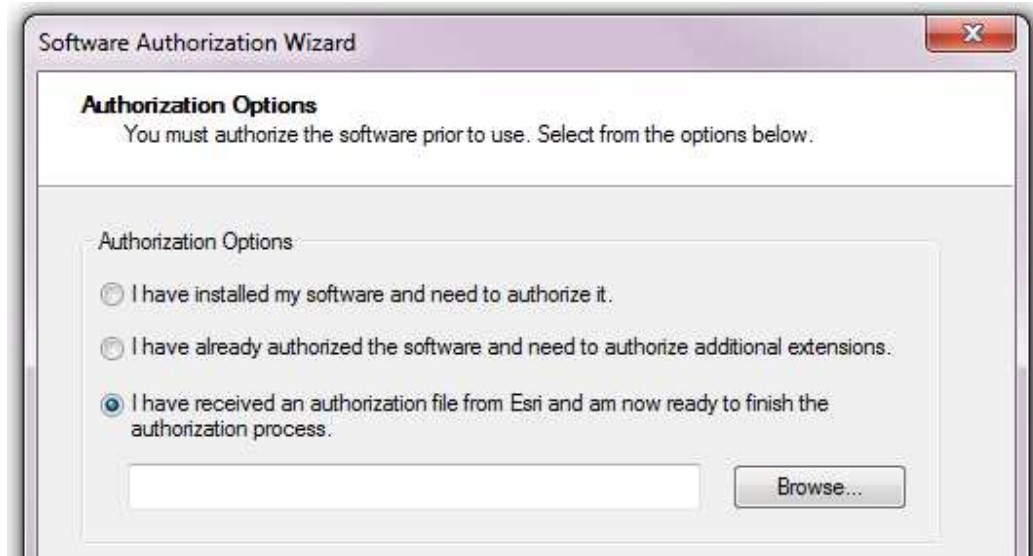 Software Authorization Wizard
Authorization Options
You must authorize the software prior to use. Select from the options below.
Authorization Options
I have installed my software and need to authorize it.
I have already authorized the software and need to authorize additional extensions.
I have received an authorization file from Esri and am now ready to finish the
authorization process.
Browse...